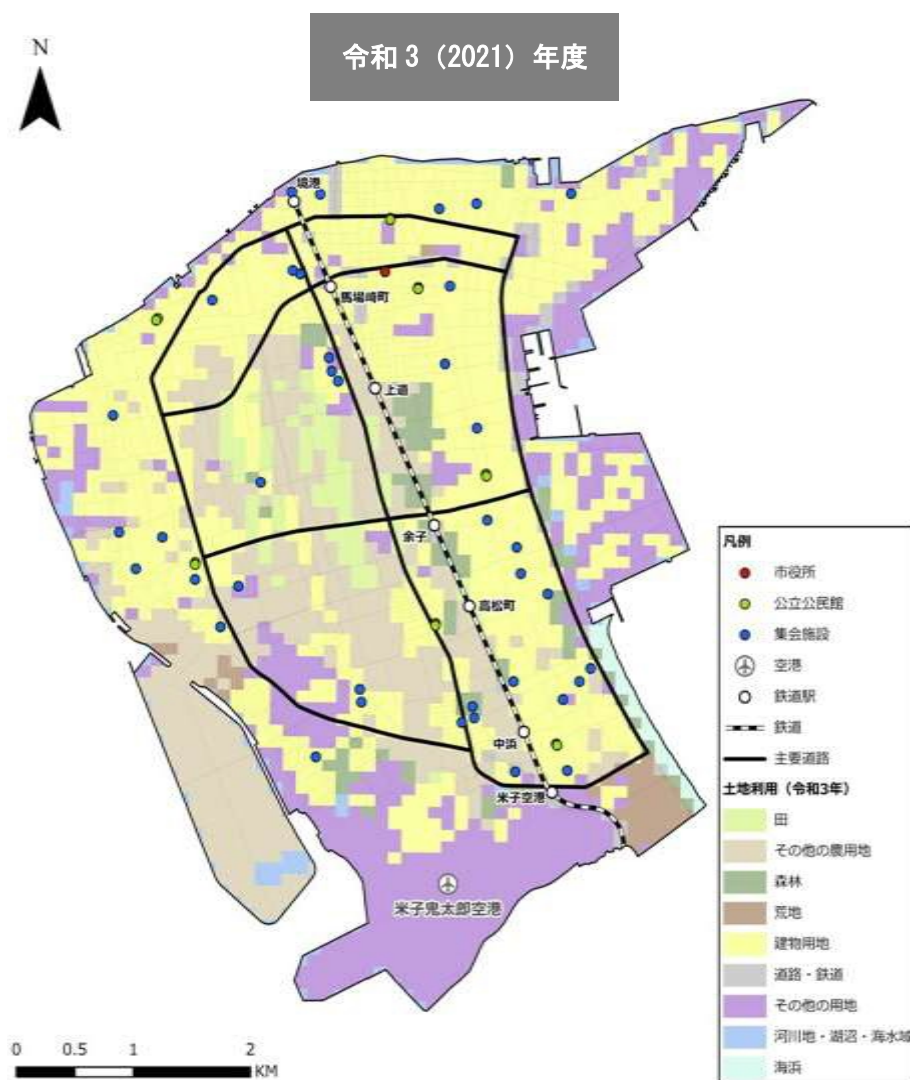 令和3（2021）年度
N
境港
馬場崎町
上道
余子
高松町
中浜
米子空港
米子鬼太郎空港
凡例
市役所
公立公民館
集会施設
空港
鉄道駅
鉄道
主要道路
土地利用（令和3年）
田
その他の農用地
森林
荒地
建物用地
道路・鉄道
その他の用地
河川地・湖沼・海水域
海浜
0 0.5 1 2
KM